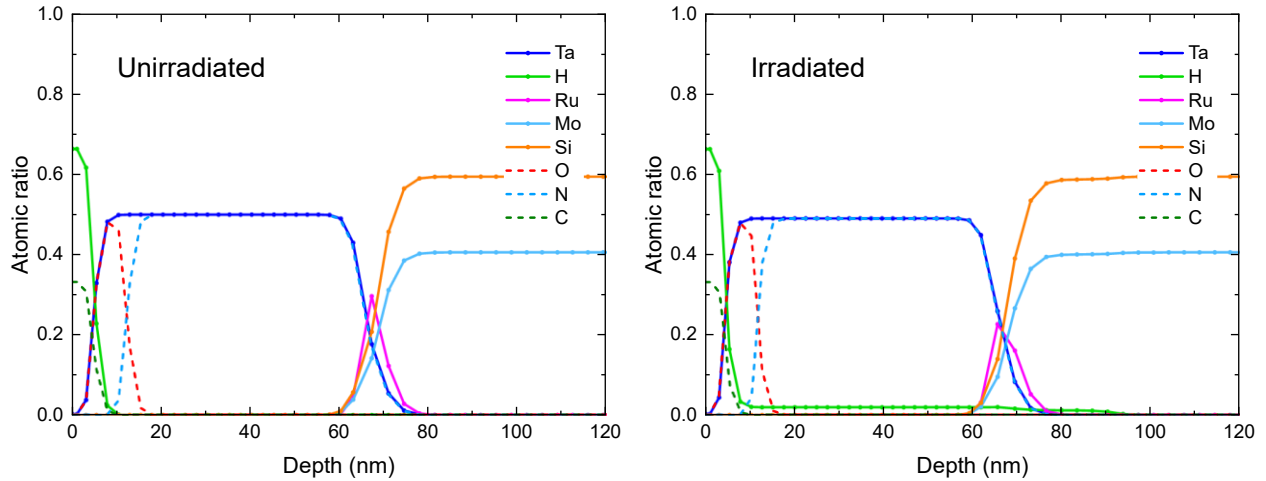 Unirradiated
Atomic ratio
1.0
0.8
0.6
0.4
0.2
0.0
0
20
40
60
80
100
120
Depth (nm)
Ta
H
Ru
Mo
Si
O
N
C
Irradiated
Atomic ratio
1.0
0.8
0.6
0.4
0.2
0.0
0
20
40
60
80
100
120
Depth (nm)
Ta
H
Ru
Mo
Si
O
N
C